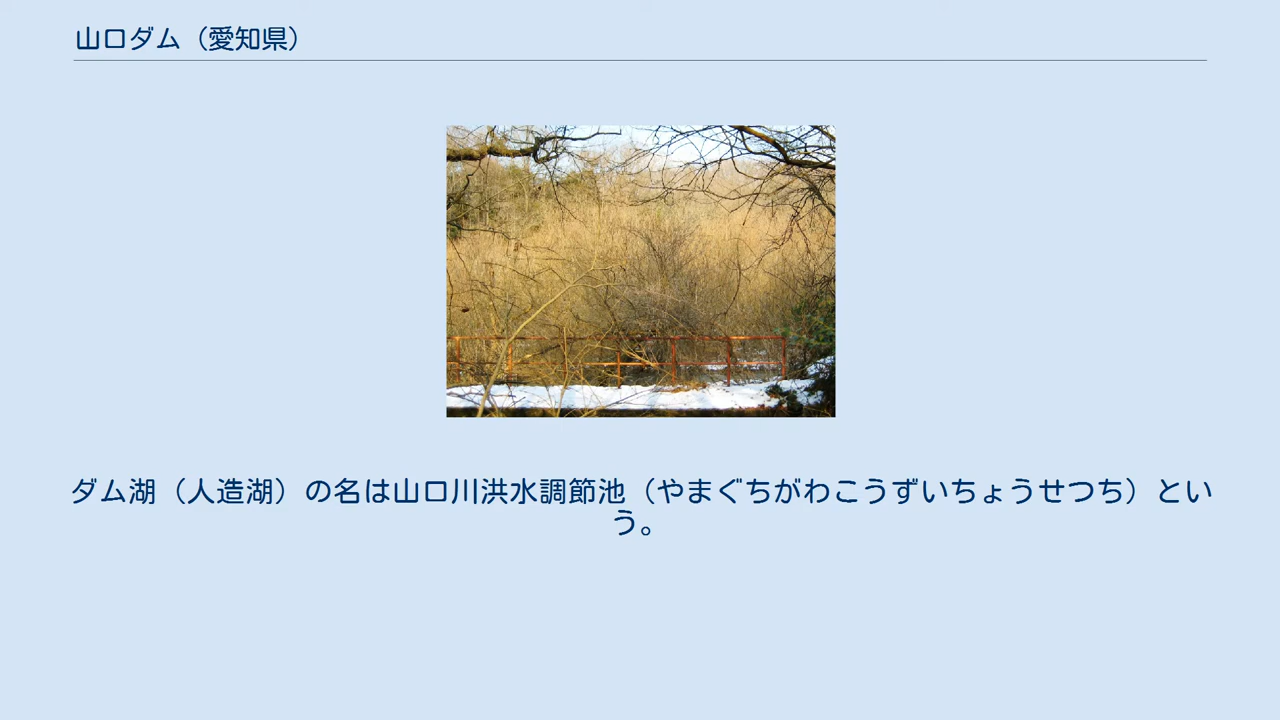 山口ダム（愛知県）
ダム湖（人造湖）の名は山口川洪水調節池（やまぐちがわこうずいちょうせつち）とい
う。